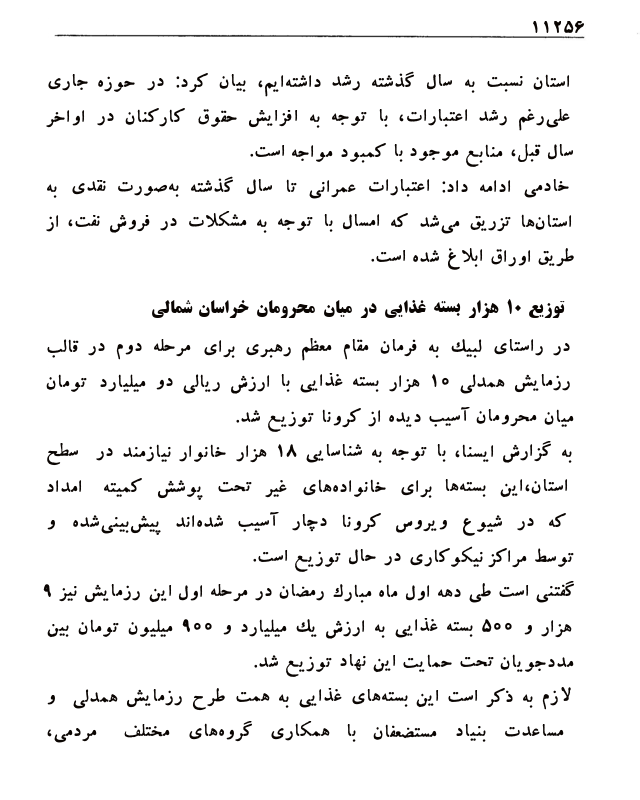 ۱۱۲۵۶
استان نسبت به سال گذشته رشد داشته‌ایم، بیان کرد: در حوزه جاری
علی‌رغم رشد اعتبارات، با توجه به افزایش حقوق کارکنان در اواخر
سال قبل، منابع موجود با کمبود مواجه است.
خادمی ادامه داد: اعتبارات عمرانی تا سال گذشته به‌صورت نقدی به
استان‌ها تزریق می‌شد که امسال با توجه به مشکلات در فروش نفت، از
طریق اوراق ابلاغ شده است.
توزیع ۱۰ هزار بسته غذایی در میان محرومان خراسان شمالی
در راستای لبیك به فرمان مقام معظم رهبری برای مرحله دوم در قالب
رزمایش همدلی ۱۰ هزار بسته غذایی با ارزش ریالی دو میلیارد تومان
میان محرومان آسیب دیده از کرونا توزیع شد.
به گزارش ایسنا، با توجه به شناسایی ۱۸ هزار خانوار نیازمند در سطح
استان،این بسته‌ها برای خانواده‌های غیر تحت پوشش کمیته امداد
که در شیوع ویروس کرونا دچار آسیب شده‌اند پیش‌بینی‌شده و
توسط مراکز نیکوکاری در حال توزیع است.
گفتنی است طی دهه اول ماه مبارك رمضان در مرحله اول این رزمایش نیز ۹
هزار و ۵۰۰ بسته غذایی به ارزش یك میلیارد و ۹۰۰ میلیون تومان بین
مددجویان تحت حمایت این نهاد توزیع شد.
لازم به ذکر است این بسته‌های غذایی به همت طرح رزمایش همدلی و
مساعدت بنیاد مستضعفان با همکاری گروه‌های مختلف مردمی،